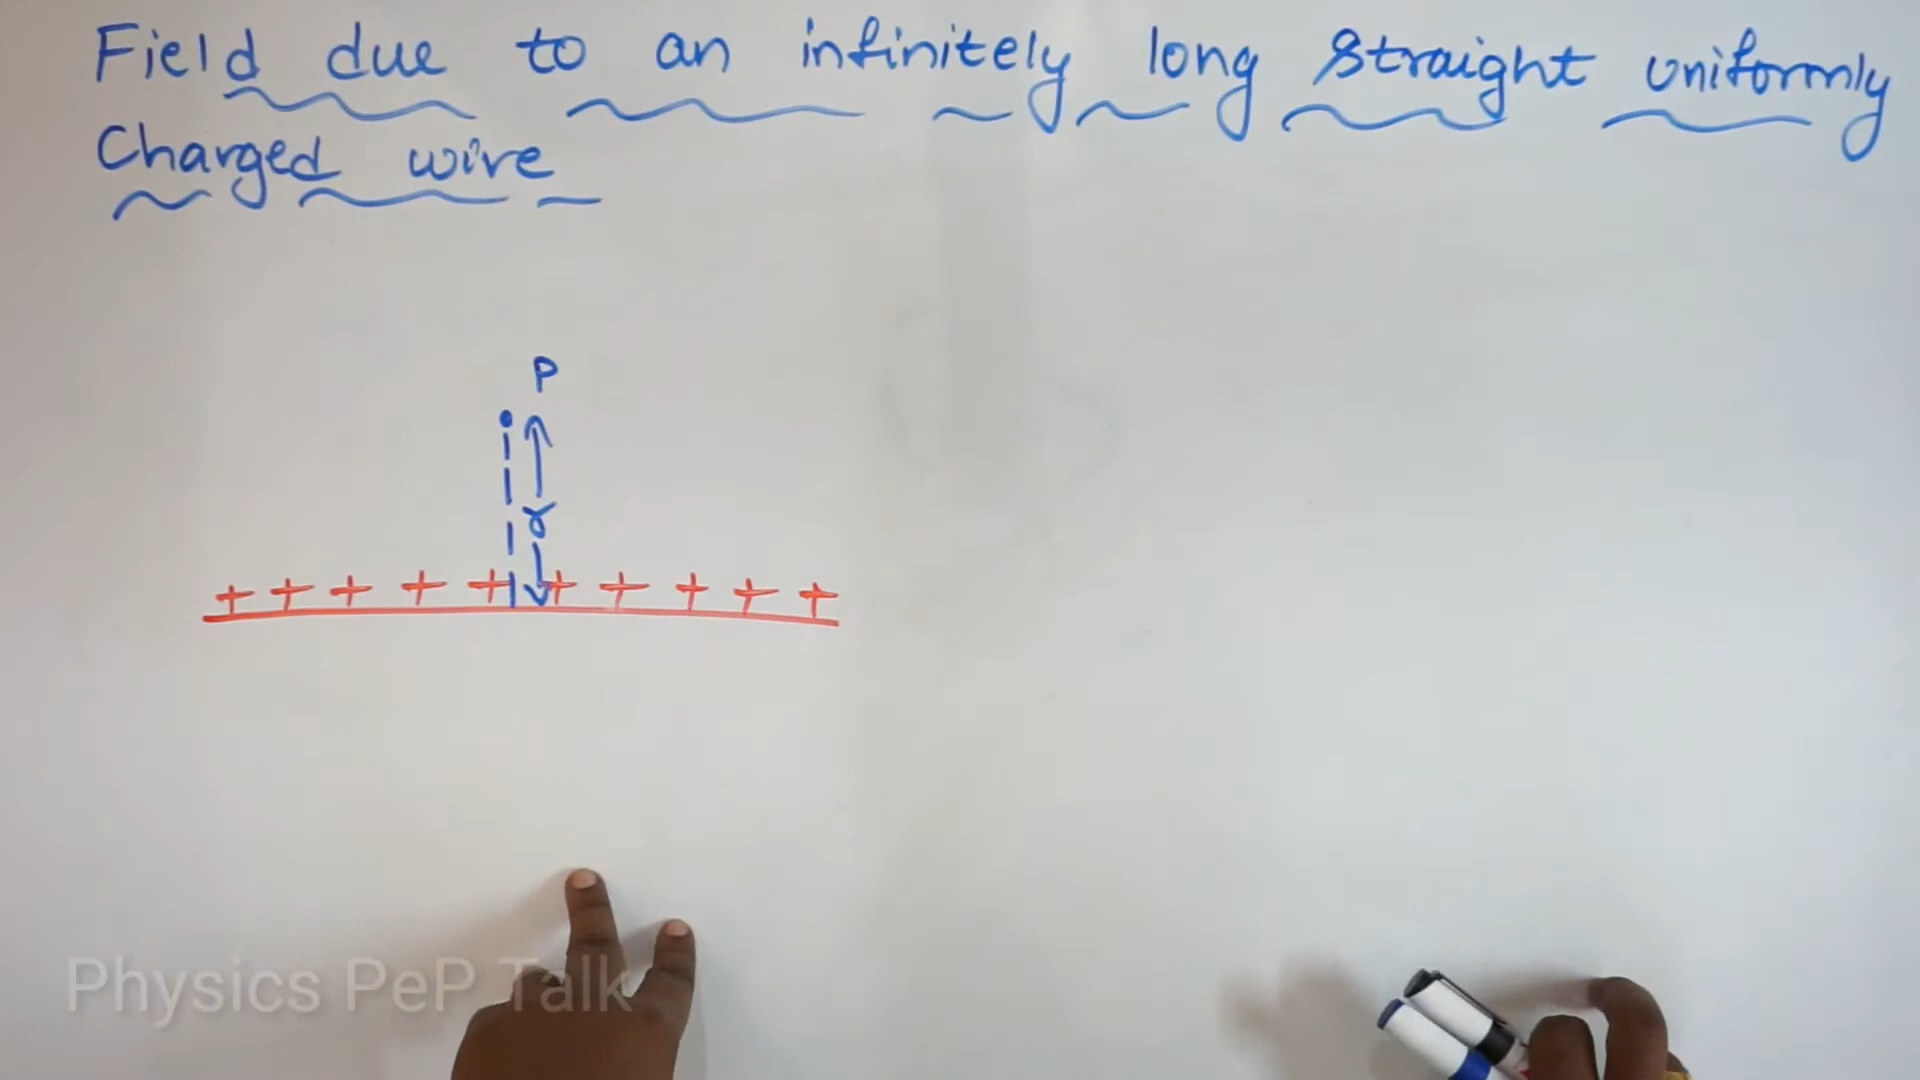 Field due to an infinitely long straight uniformly
Charged wire
P
r
+ + + + + + + + + +
Physics PeP Talk